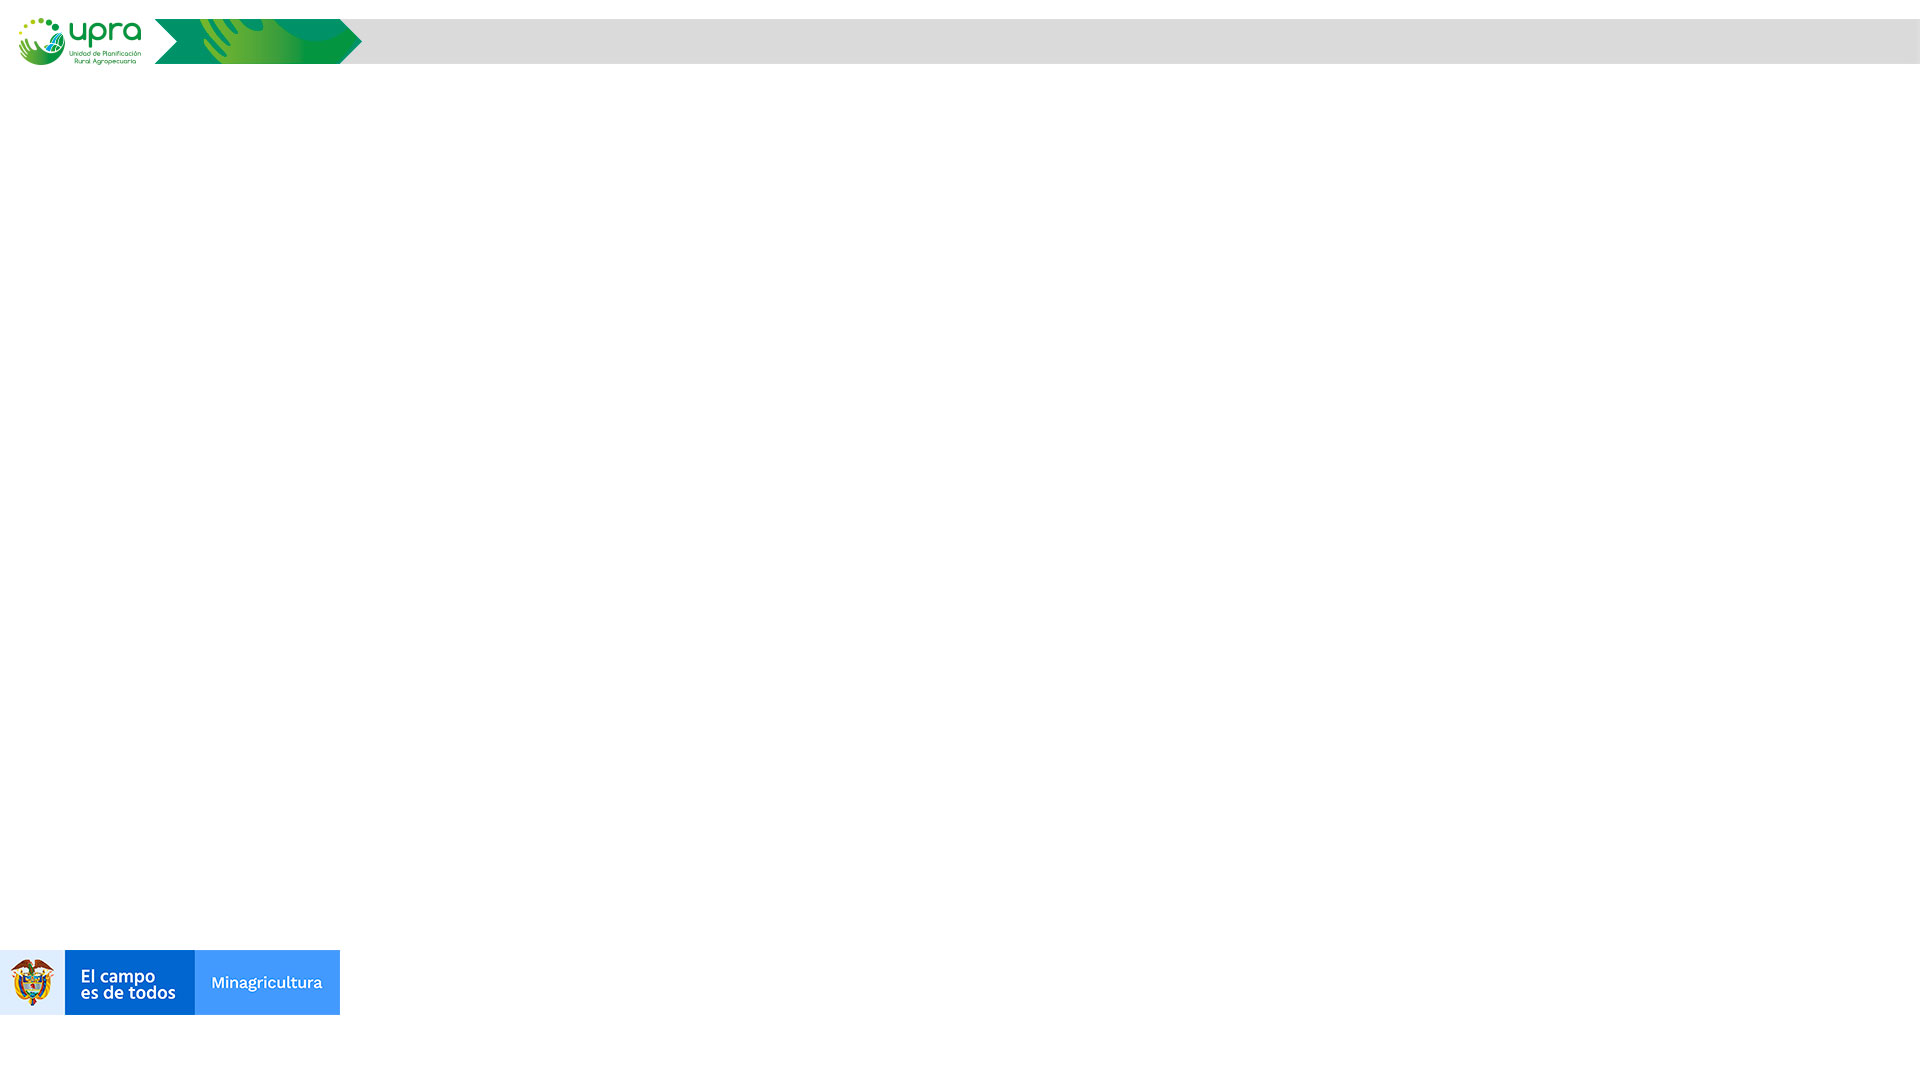 upra
Unidad de Planificación
Rural Agropecuaria
El campo
es de todos
Minagricultura